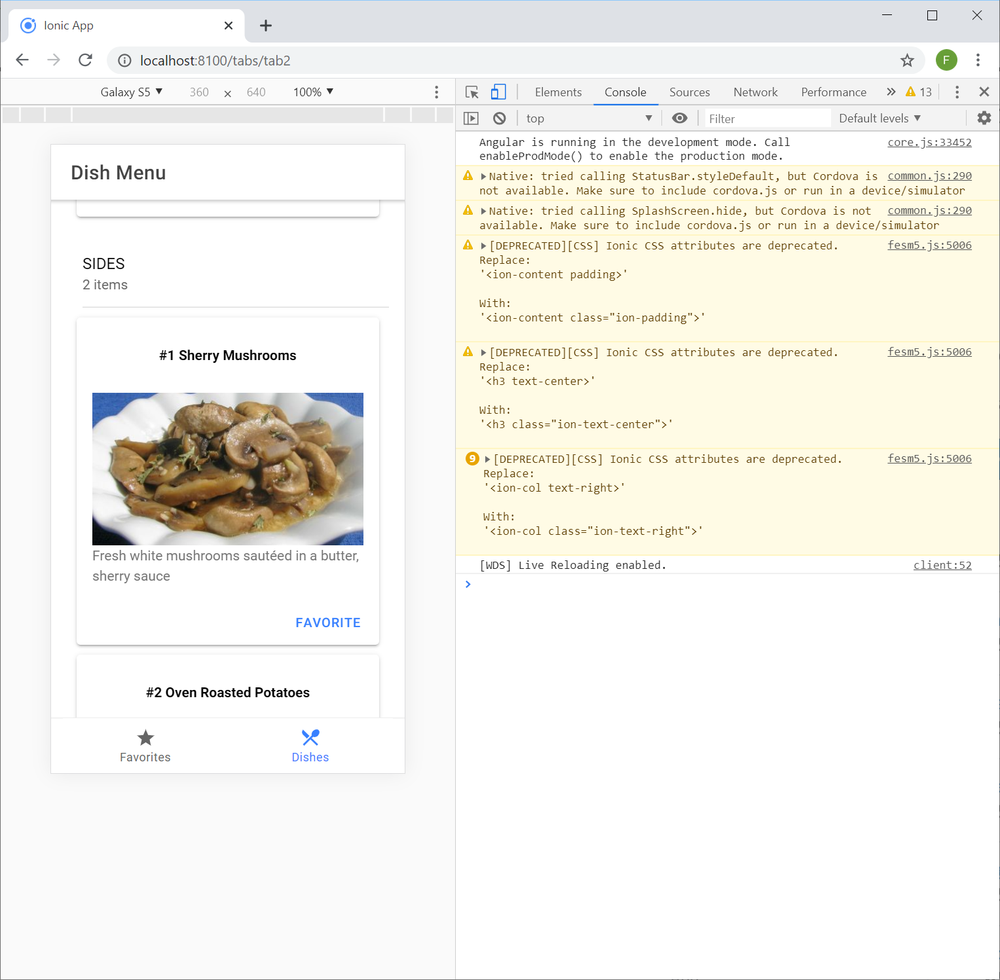 Ionic App
localhost:8100/tabs/tab2
F
Galaxy S5 ▼ 360 × 640 100% ▼
Elements Console Sources Network Performance » 13
top ▼ Filter Default levels ▼
Dish Menu
SIDES
2 items
#1 Sherry Mushrooms
Fresh white mushrooms sautéed in a butter,
sherry sauce
FAVORITE
#2 Oven Roasted Potatoes
Favorites
Dishes
Angular is running in the development mode. Call core.js:33452
enableProdMode() to enable the production mode.
Native: tried calling StatusBar.styleDefault, but Cordova is common.js:290
not available. Make sure to include cordova.js or run in a device/simulator
Native: tried calling SplashScreen.hide, but Cordova is not common.js:290
available. Make sure to include cordova.js or run in a device/simulator
[DEPRECATED][CSS] Ionic CSS attributes are deprecated. fesm5.js:5006
Replace:
'<ion-content padding>'
With:
'<ion-content class="ion-padding">'
[DEPRECATED][CSS] Ionic CSS attributes are deprecated. fesm5.js:5006
Replace:
'<h3 text-center>'
With:
'<h3 class="ion-text-center">'
9 [DEPRECATED][CSS] Ionic CSS attributes are deprecated. fesm5.js:5006
Replace:
'<ion-col text-right>'
With:
'<ion-col class="ion-text-right">'
[WDS] Live Reloading enabled. client:52